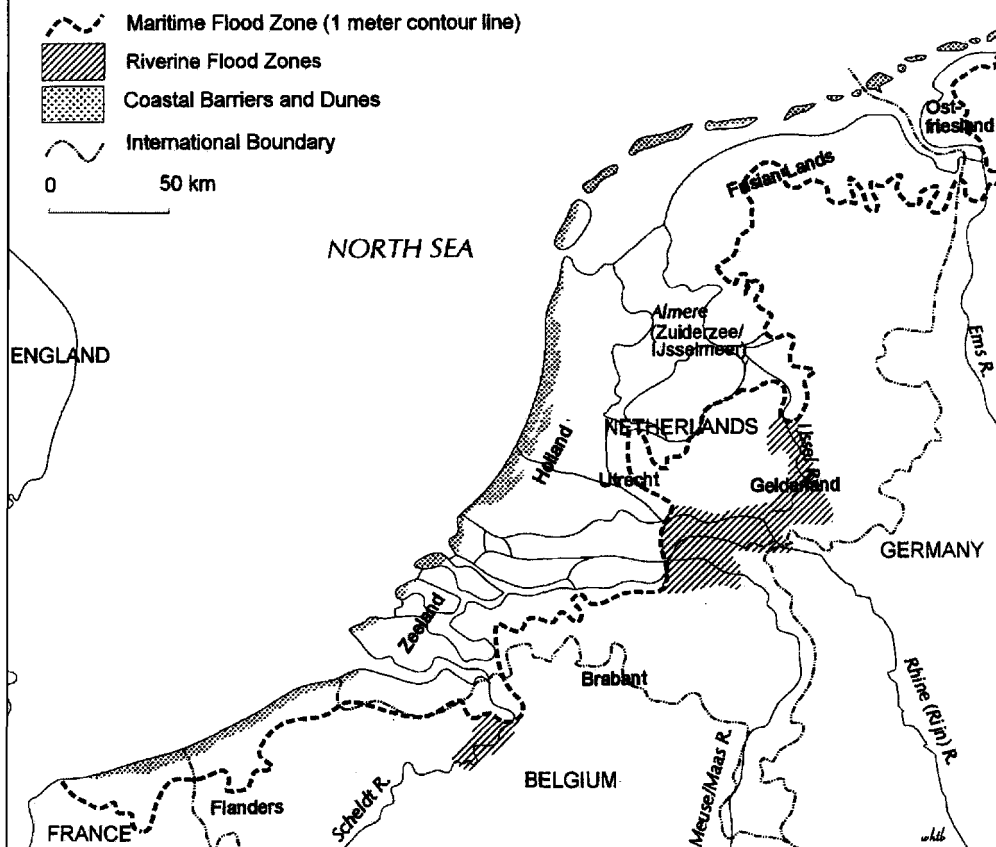 Maritime Flood Zone (1 meter contour line)
Riverine Flood Zones
Coastal Barriers and Dunes
International Boundary
0 50 km
NORTH SEA
ENGLAND
Ost-
friesland
Frisian Lands
Almere
(Zuiderzee/
IJsselmeer)
Ems R.
NETHERLANDS
Holland
Utrecht
IJssel R.
Gelderland
GERMANY
Zeeland
Brabant
Rhine (Rijn) R.
Meuse/Maas R.
BELGIUM
Scheldt R.
Flanders
FRANCE